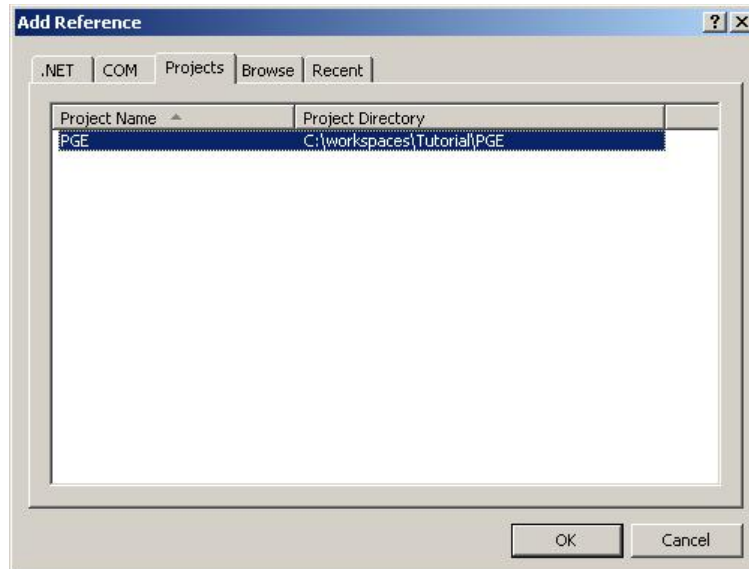 Add Reference
.NET COM Projects Browse Recent
Project Name Project Directory
PGE C:\workspaces\Tutorial\PGE
OK Cancel